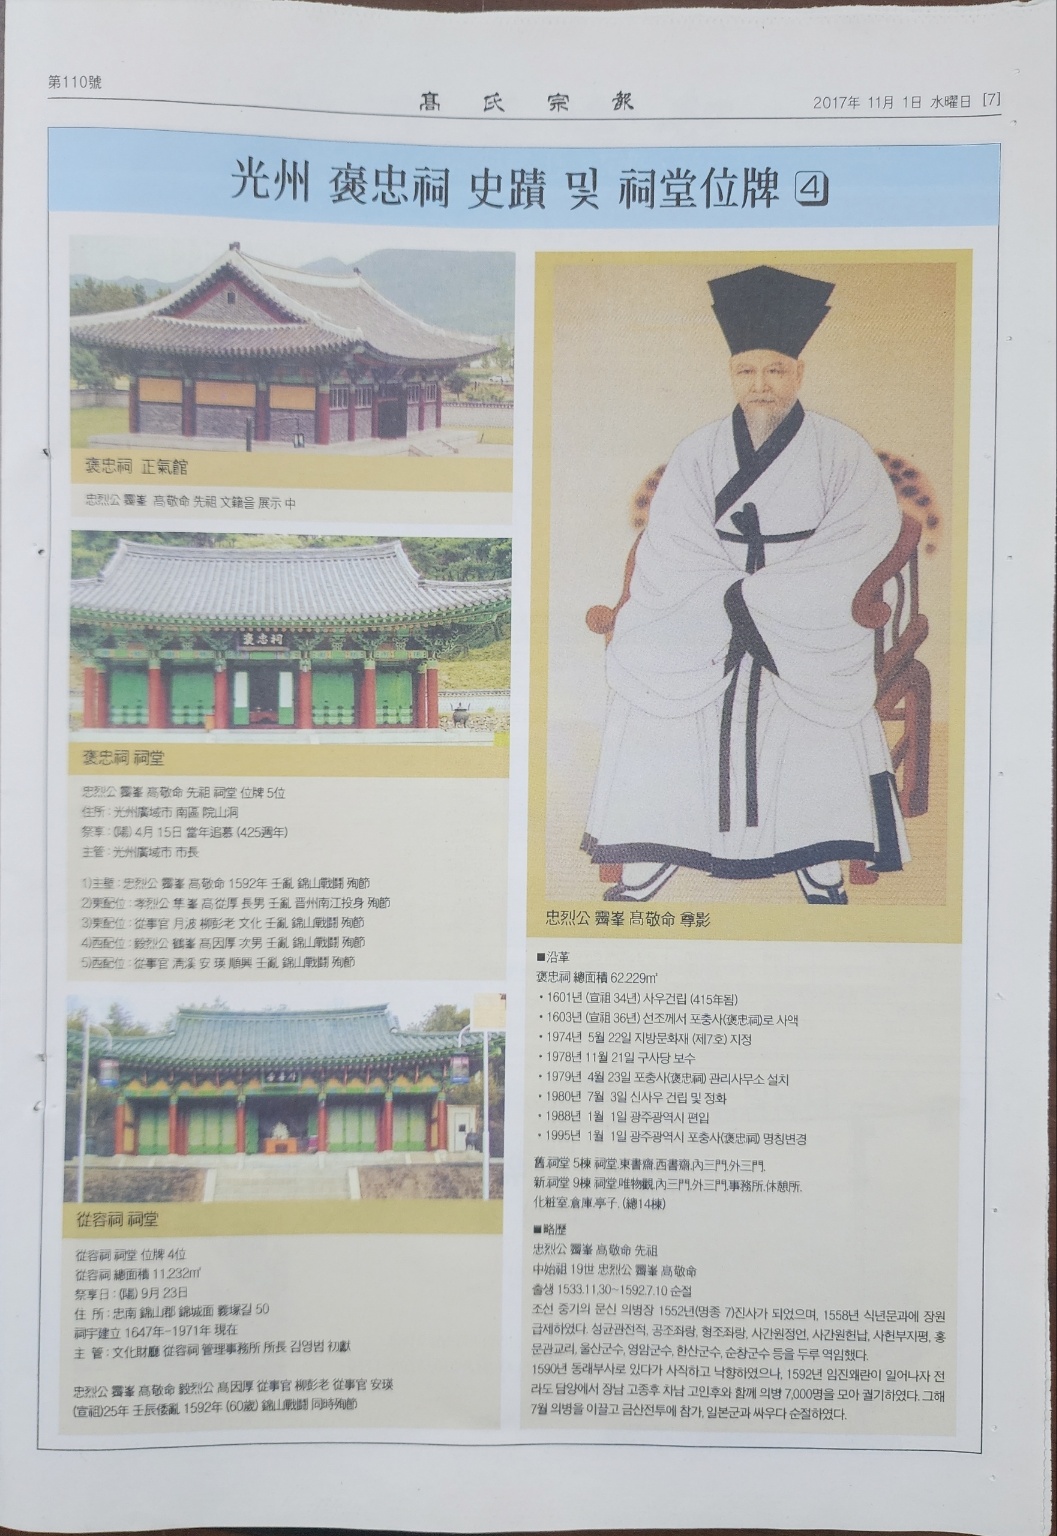 第110號
髙氏宗報
2017年 11月 1日 水曜日 [7]
光州 褒忠祠 史蹟 및 祠堂位牌 4
褒忠祠 正氣館
忠烈公 霽峯 髙敬命 先祖 文籍을 展示 中
褒忠祠
褒忠祠 祠堂
忠烈公 霽峯 髙敬命 先祖 祠堂 位牌 5位
住所 : 光州廣域市 南區 院山洞
祭享 : (陽) 4月 15日 當年追慕 (425週年)
主管 : 光州廣域市 市長
1)主壁 : 忠烈公 霽峯 髙敬命 1592年 壬亂 錦山戰鬪 殉節
2)東配位 : 孝烈公 隼峯 髙從厚 長男 壬亂 晋州南江投身 殉節
3)東配位 : 從事官 月波 柳彭老 文化 壬亂 錦山戰鬪 殉節
4)西配位 : 毅烈公 鶴峯 髙因厚 次男 壬亂 錦山戰鬪 殉節
5)西配位 : 從事官 淸溪 安 瑛 順興 壬亂 錦山戰鬪 殉節
從容祠 祠堂
從容祠 祠堂 位牌 4位
從容祠 總面積 11,232㎡
祭享日 : (陽) 9月 23日
住 所 : 忠南 錦山郡 錦城面 義塚길 50
祠宇建立 1647年-1971年 現在
主 管 : 文化財廳 從容祠 管理事務所 所長 김영범 初獻
忠烈公 霽峯 髙敬命 毅烈公 髙因厚 從事官 柳彭老 從事官 安瑛
(宣祖)25年 壬辰倭亂 1592年 (60歲) 錦山戰鬪 同時殉節
忠烈公 霽峯 髙敬命 尊影
■沿革
褒忠祠 總面積 62.229㎡
• 1601년 (宣祖 34년) 사우건립 (415年됨)
• 1603년 (宣祖 36년) 선조께서 포충사(褒忠祠)로 사액
• 1974년 5월 22일 지방문화재 (제7호) 지정
• 1978년 11월 21일 구사당 보수
• 1979년 4월 23일 포충사(褒忠祠) 관리사무소 설치
• 1980년 7월 3일 신사우 건립 및 정화
• 1988년 1월 1일 광주광역시 편입
• 1995년 1월 1일 광주광역시 포충사(褒忠祠) 명칭변경
舊.祠堂 5棟 祠堂.東書齋.西書齋.內三門.外三門.
新.祠堂 9棟 祠堂.唯物觀.內三門.外三門.事務所.休憩所.
化粧室.倉庫.亭子. (總14棟)
■略歷
忠烈公 霽峯 髙敬命 先祖
中始祖 19世 忠烈公 霽峯 髙敬命
출생 1533.11.30~1592.7.10 순절
조선 중기의 문신 의병장 1552년(명종 7)진사가 되었으며, 1558년 식년문과에 장원
급제하였다. 성균관전적, 공조좌랑, 형조좌랑, 사간원정언, 사간원헌납, 사헌부지평, 홍
문관교리, 울산군수, 영암군수, 한산군수, 순창군수 등을 두루 역임했다.
1590년 동래부사로 있다가 사직하고 낙향하였으나, 1592년 임진왜란이 일어나자 전
라도 담양에서 장남 고종후 차남 고인후와 함께 의병 7,000명을 모아 궐기하였다. 그해
7월 의병을 이끌고 금산전투에 참가, 일본군과 싸우다 순절하였다.